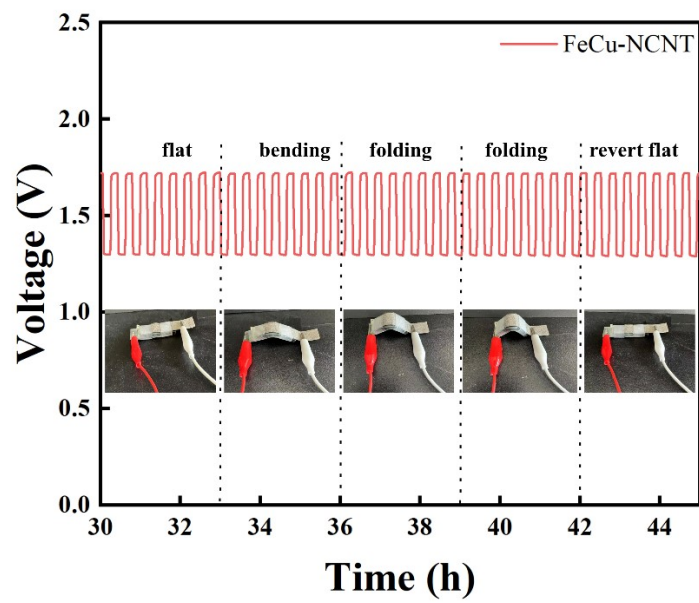 2.5
FeCu-NCNT
2.0
flat
bending
folding
folding
revert flat
1.5
Voltage (V)
1.0
0.5
0.0
30
32
34
36
38
40
42
44
Time (h)